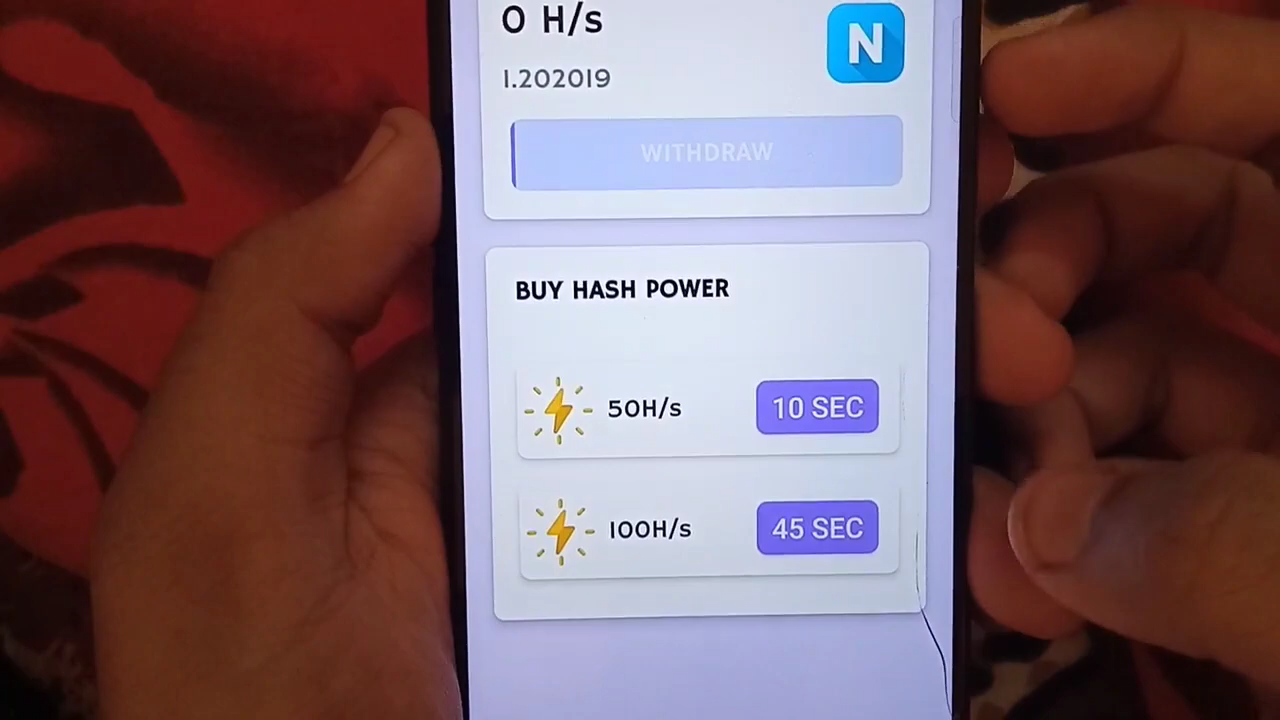 0 H/s
N
1.202019
WITHDRAW
BUY HASH POWER
50H/s
10 SEC
100H/s
45 SEC